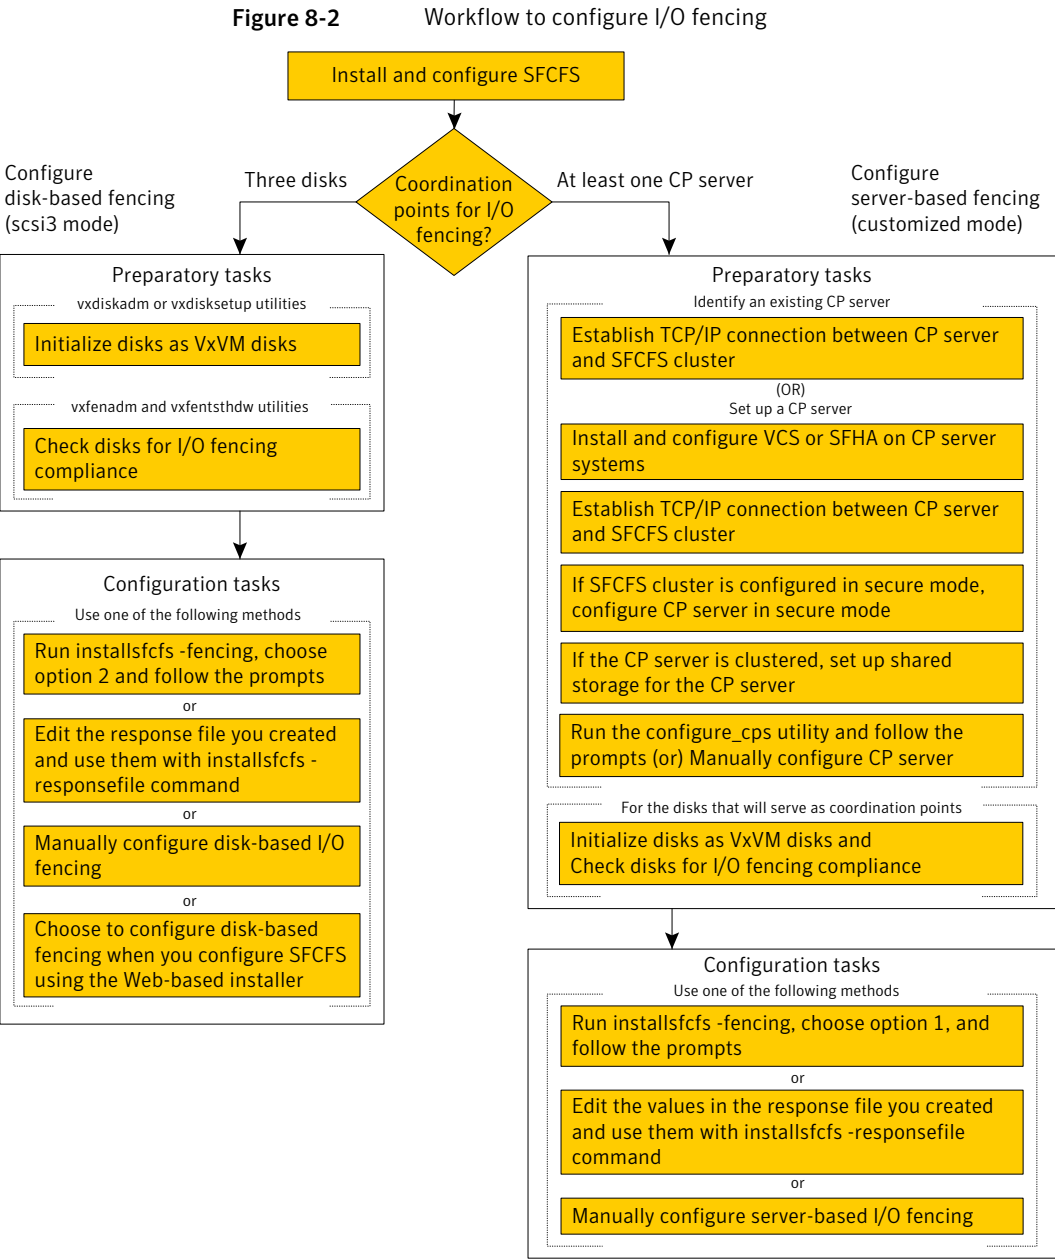 Figure 8-2 Workflow to configure I/O fencing
Install and configure SFCFS
Coordination
points for I/O
fencing?
Three disks
At least one CP server
Configure
disk-based fencing
(scsi3 mode)
Configure
server-based fencing
(customized mode)
Preparatory tasks
vxdiskadm or vxdisksetup utilities
Initialize disks as VxVM disks
vxfenadm and vxfentsthdw utilities
Check disks for I/O fencing
compliance
Configuration tasks
Use one of the following methods
Run installsfcfs -fencing, choose
option 2 and follow the prompts
or
Edit the response file you created
and use them with installsfcfs -
responsefile command
or
Manually configure disk-based I/O
fencing
or
Choose to configure disk-based
fencing when you configure SFCFS
using the Web-based installer
Preparatory tasks
Identify an existing CP server
Establish TCP/IP connection between CP server
and SFCFS cluster
(OR)
Set up a CP server
Install and configure VCS or SFHA on CP server
systems
Establish TCP/IP connection between CP server
and SFCFS cluster
If SFCFS cluster is configured in secure mode,
configure CP server in secure mode
If the CP server is clustered, set up shared
storage for the CP server
Run the configure_cps utility and follow the
prompts (or) Manually configure CP server
For the disks that will serve as coordination points
Initialize disks as VxVM disks and
Check disks for I/O fencing compliance
Configuration tasks
Use one of the following methods
Run installsfcfs -fencing, choose option 1, and
follow the prompts
or
Edit the values in the response file you created
and use them with installsfcfs -responsefile
command
or
Manually configure server-based I/O fencing